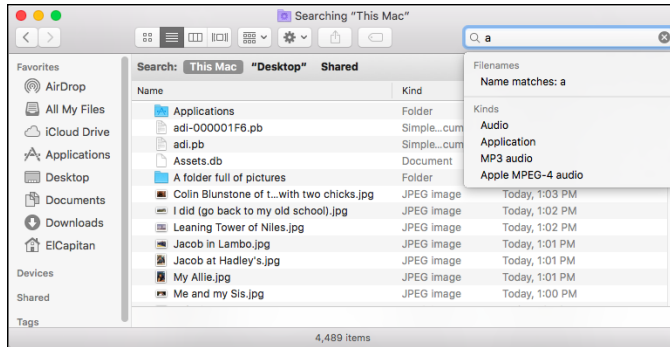 Searching "This Mac"
a
Favorites
AirDrop
All My Files
iCloud Drive
Applications
Desktop
Documents
Downloads
ElCapitan
Devices
Shared
Tags
Search: This Mac "Desktop" Shared
Name Kind
Applications Folder
adi-000001F6.pb Simple...cum
adi.pb Simple...cum
Assets.db Document
A folder full of pictures Folder
Colin Blunstone of t...with two chicks.jpg JPEG image Today, 1:03 PM
I did (go back to my old school).jpg JPEG image Today, 1:02 PM
Leaning Tower of Niles.jpg JPEG image Today, 1:02 PM
Jacob in Lambo.jpg JPEG image Today, 1:01 PM
Jacob at Hadley's.jpg JPEG image Today, 1:01 PM
My Allie.jpg JPEG image Today, 1:01 PM
Me and my Sis.jpg JPEG image Today, 1:00 PM
Filenames
Name matches: a
Kinds
Audio
Application
MP3 audio
Apple MPEG-4 audio
4,489 items